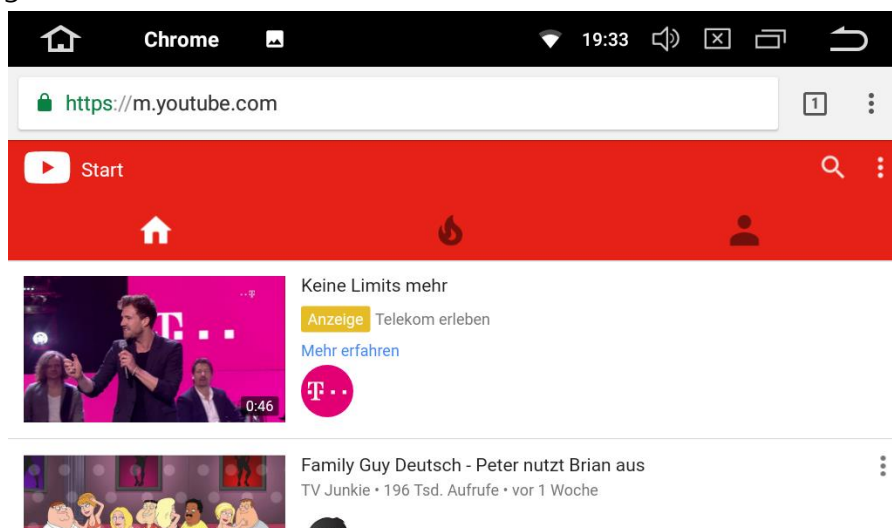 Chrome
19:33
https://m.youtube.com
1
Start
Keine Limits mehr
Anzeige Telekom erleben
Mehr erfahren
T
T
0:46
Family Guy Deutsch - Peter nutzt Brian aus
TV Junkie • 196 Tsd. Aufrufe • vor 1 Woche